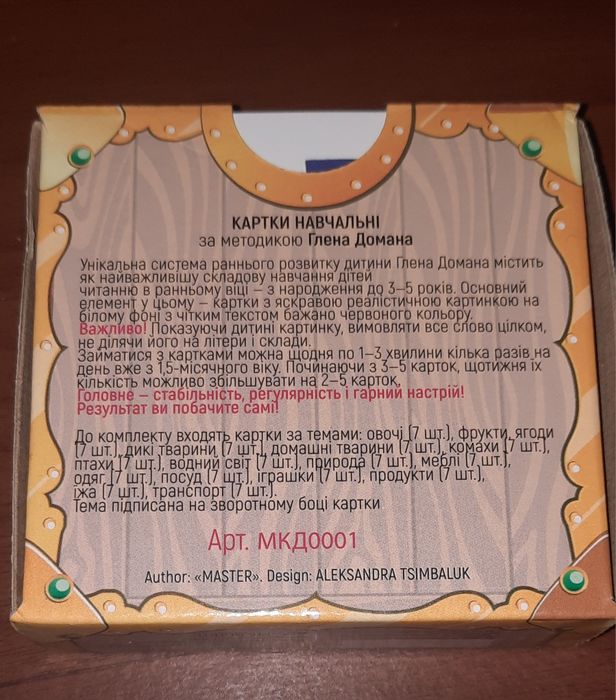 КАРТКИ НАВЧАЛЬНІ
за методикою Глена Домана
Унікальна система раннього розвитку дитини Глена Домана містить
як найважливішу складову навчання дітей
читанню в ранньому віці – з народження до 3–5 років. Основний
елемент у цьому – картки з яскравою реалістичною картинкою на
білому фоні з чітким текстом бажано червоного кольору.
Важливо! Показуючи дитині картинку, вимовляти все слово цілком,
не ділячи його на літери і склади.
Займатися з картками можна щодня по 1–3 хвилини кілька разів на
день вже з 1,5-місячного віку. Починаючи з 3–5 карток, щотижня їх
кількість можливо збільшувати на 2–5 карток.
Головне – стабільність, регулярність і гарний настрій!
Результат ви побачите самі!
До комплекту входять картки за темами: овочі (7 шт.), фрукти, ягоди
(7 шт.), дикі тварини (7 шт.), домашні тварини (7 шт.), комахи (7 шт.),
птахи (7 шт.), водний світ (7 шт.), природа (7 шт.), меблі (7 шт.),
одяг (7 шт.), посуд (7 шт.), іграшки (7 шт.), продукти (7 шт.),
їжа (7 шт.), транспорт (7 шт.).
Тема підписана на зворотному боці картки
Арт. МКД0001
Author: «MASTER». Design: ALEKSANDRA TSIMBALUK